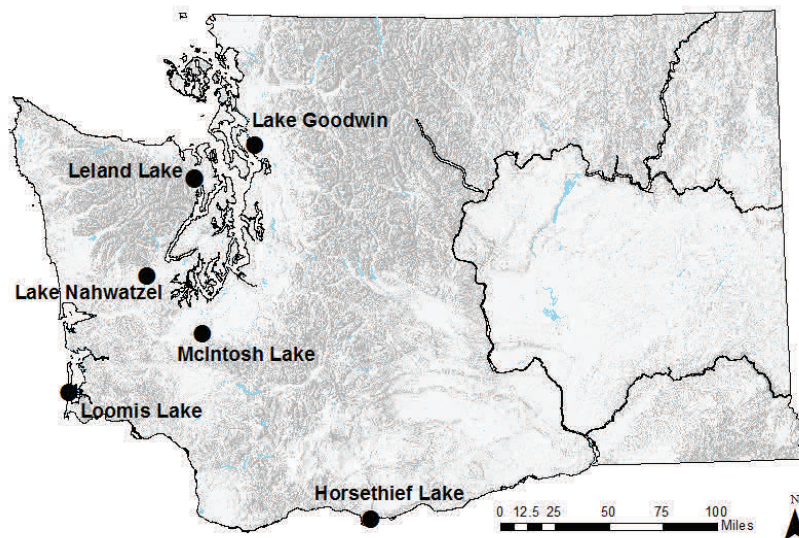 Lake Goodwin
Leland Lake
Lake Nahwatzel
McIntosh Lake
Loomis Lake
Horsethief Lake
N
0 12.5 25 50 75 100
Miles